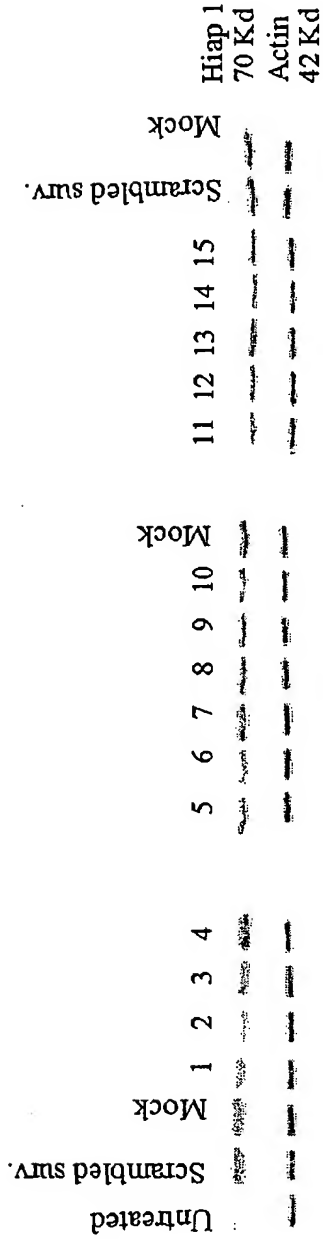 Untreated
Scrambled surv.
Mock
1 2 3 4
5 6 7 8 9 10
Mock
11 12 13 14 15
Scrambled surv.
Mock
Hiap 1
70 Kd
Actin
42 Kd